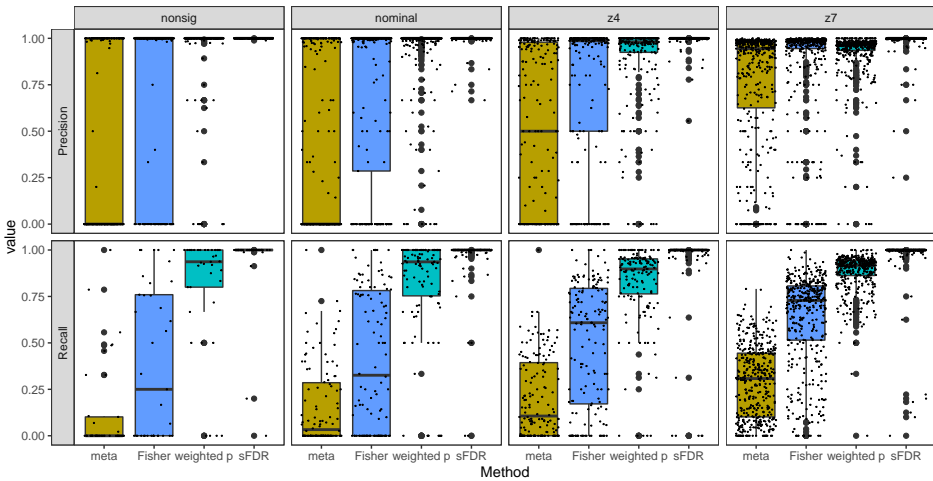 nonsig nominal z4 z7
1.00
0.75
0.50
0.25
0.00
Precision
value
1.00
0.75
0.50
0.25
0.00
Recall
meta Fisher weighted p sFDR meta Fisher weighted p sFDR meta Fisher weighted p sFDR meta Fisher weighted p sFDR
Method